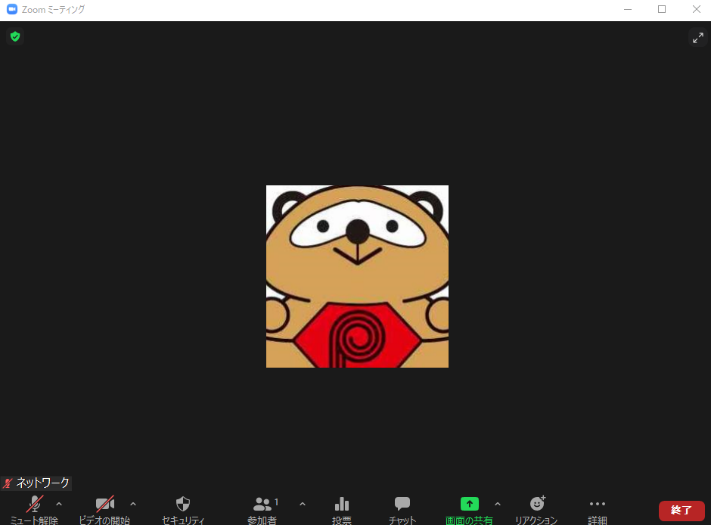 Zoom ミーティング
ネットワーク
1
ミュート解除
ビデオの開始
セキュリティ
参加者
投票
チャット
画面の共有
リアクション
詳細
終了